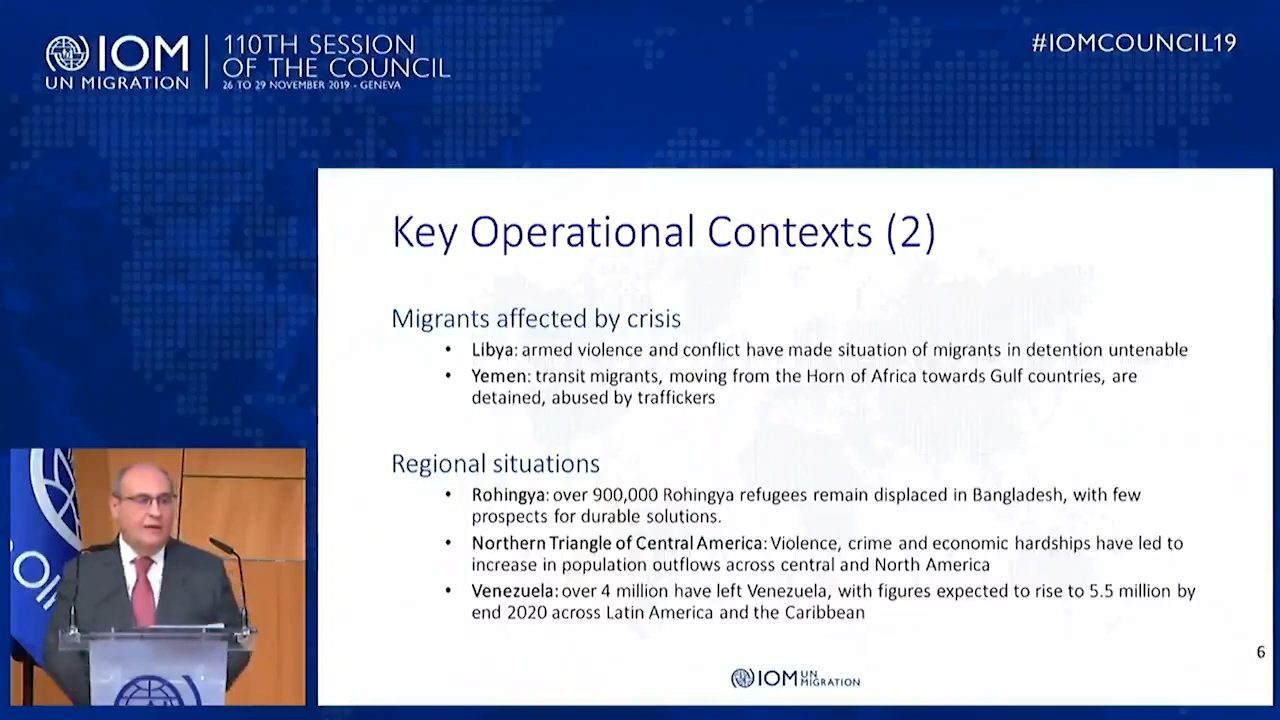 IOM
UN MIGRATION
110TH SESSION
OF THE COUNCIL
26 TO 29 NOVEMBER 2019 - GENEVA
#IOMCOUNCIL19
Key Operational Contexts (2)
Migrants affected by crisis
• Libya: armed violence and conflict have made situation of migrants in detention untenable
• Yemen: transit migrants, moving from the Horn of Africa towards Gulf countries, are
detained, abused by traffickers
Regional situations
• Rohingya: over 900,000 Rohingya refugees remain displaced in Bangladesh, with few
prospects for durable solutions.
• Northern Triangle of Central America: Violence, crime and economic hardships have led to
increase in population outflows across central and North America
• Venezuela: over 4 million have left Venezuela, with figures expected to rise to 5.5 million by
end 2020 across Latin America and the Caribbean
6
IOM UN
MIGRATION